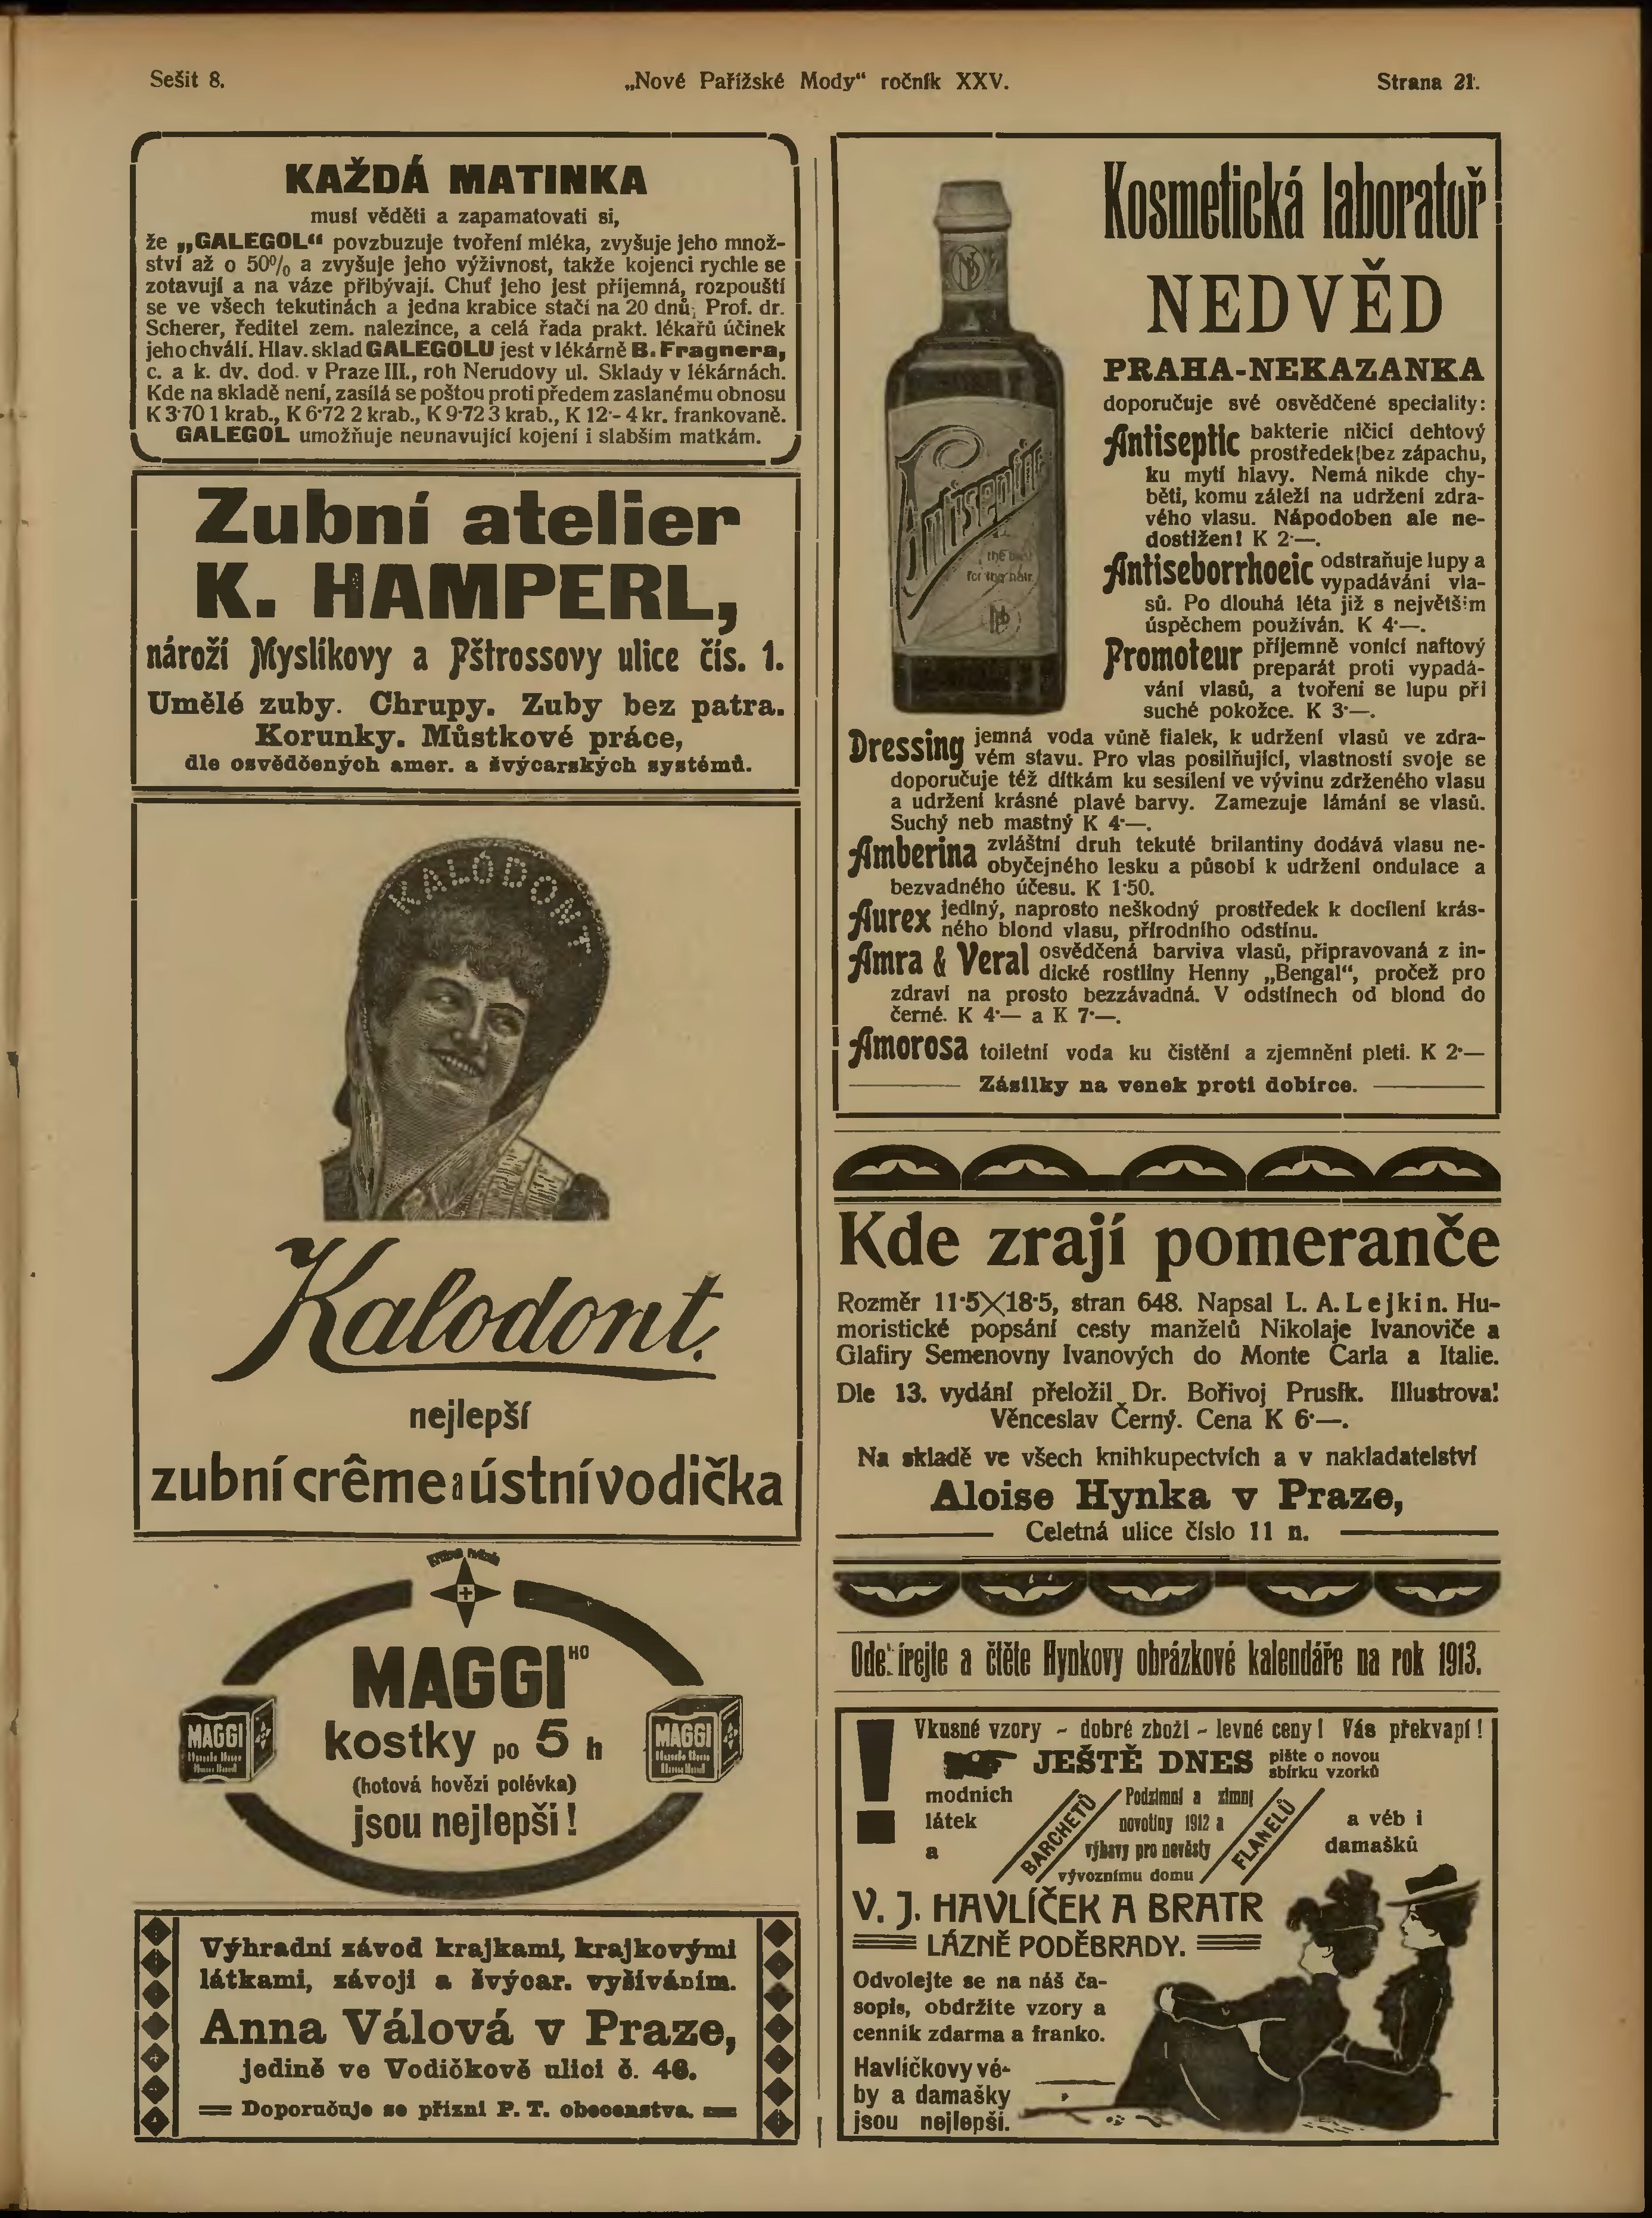 Sešit 8.
„Nové Pařížské Mody“ ročník XXV.
Strana 21.
KAŽDÁ MATINKA
musí věděti a zapamatovati si,
že „GALEGOL“ povzbuzuje tvoření mléka, zvyšuje jeho množ-
ství až o 50% a zvyšuje jeho výživnost, takže kojenci rychle se
zotavují a na váze přibývají. Chuť jeho jest příjemná, rozpouští
se ve všech tekutinách a jedna krabice stačí na 20 dnů; Prof. dr.
Scherer, ředitel zem. nalezince, a celá řada prakt. lékařů účinek
jeho chválí. Hlav. sklad GALEGOLU jest v lékárně B. Fragnera,
c. a k. dv. dod. v Praze III., roh Nerudovy ul. Sklady v lékárnách.
Kde na skladě není, zasílá se poštou proti předem zaslanému obnosu
K 3·70 1 krab., K 6·72 2 krab., K 9·72 3 krab., K 12·- 4 kr. frankovaně.
GALEGOL umožňuje neunavující kojení i slabším matkám.
Zubní atelier
K. HAMPERL,
nároží Myslíkovy a Pštrossovy ulice čís. 1.
Umělé zuby. Chrupy. Zuby bez patra.
Korunky. Můstkové práce,
dle osvědčených amer. a švýcarských systémů.
KALODONT
Kalodont.
nejlepší
zubní crême a ústní vodička
MAGGI HO
kostky po 5 h
(hotová hovězí polévka)
jsou nejlepší!
MAGGI
MAGGI
Výhradní závod krajkami, krajkovými
látkami, závoji a švýcar. vyšíváním.
Anna Válová v Praze,
jedině ve Vodičkově ulici č. 46.
Doporučuje se přízni P. T. obecenstva.
Kosmetická laboratoř
NEDVĚD
PRAHA-NEKAZANKA
doporučuje své osvědčené speciality:
Antiseptic bakterie ničící dehtový
prostředek bez zápachu,
ku mytí hlavy. Nemá nikde chy-
běti, komu záleží na udržení zdra-
vého vlasu. Nápodoben ale ne-
dostižen! K 2·—.
Antiseborrhoeic odstraňuje lupy a
vypadávání vla-
sů. Po dlouhá léta již s největším
úspěchem používán. K 4·—.
Promoteur příjemně vonící naftový
preparát proti vypadá-
vání vlasů, a tvoření se lupu při
suché pokožce. K 3·—.
Antiseptic
the best
for the hair
Dressing jemná voda vůně fialek, k udržení vlasů ve zdra-
vém stavu. Pro vlas posilňující, vlastností svoje se
doporučuje též dítkám ku sesílení ve vývinu zdrženého vlasu
a udržení krásné plavé barvy. Zamezuje lámání se vlasů.
Suchý neb mastný K 4·—.
Amberina zvláštní druh tekuté brilantiny dodává vlasu ne-
obyčejného lesku a působí k udržení ondulace a
bezvadného účesu. K 1·50.
Aurex jediný, naprosto neškodný prostředek k docílení krás-
ného blond vlasu, přírodního odstínu.
Amra & Veral osvědčená barviva vlasů, připravovaná z in-
dické rostliny Henny „Bengal“, pročež pro
zdraví na prosto bezzávadná. V odstínech od blond do
černé. K 4·— a K 7·—.
Amorosa toiletní voda ku čistění a zjemnění pleti. K 2·—
Zásilky na venek proti dobírce.
Kde zrají pomeranče
Rozměr 11·5×18·5, stran 648. Napsal L. A. Lejkin. Hu-
moristické popsání cesty manželů Nikolaje Ivanoviče a
Glafiry Semenovny Ivanových do Monte Carla a Italie.
Dle 13. vydání přeložil Dr. Bořivoj Prusík. Illustroval
Věnceslav Černý. Cena K 6·—.
Na skladě ve všech knihkupectvích a v nakladatelství
Aloise Hynka v Praze,
Celetná ulice číslo 11 n.
Odebírejte a čtěte Hynkovy obrázkové kalendáře na rok 1913.
! Vkusné vzory - dobré zboží - levné ceny! Vás překvapí!
JEŠTĚ DNES pište o novou
sbírku vzorků
modních
látek
a
BARCHETŮ
Podzimní a zimní
novotiny 1912 a
výbavy pro nevěsty
vývoznímu domu
FLANELŮ
a véb i
damašků
V. J. HAVLÍČEK A BRATR
LÁZNĚ PODĚBRADY.
Odvolejte se na náš ča-
sopis, obdržíte vzory a
cenník zdarma a franko.
Havlíčkovy vé-
by a damašky
jsou nejlepší.